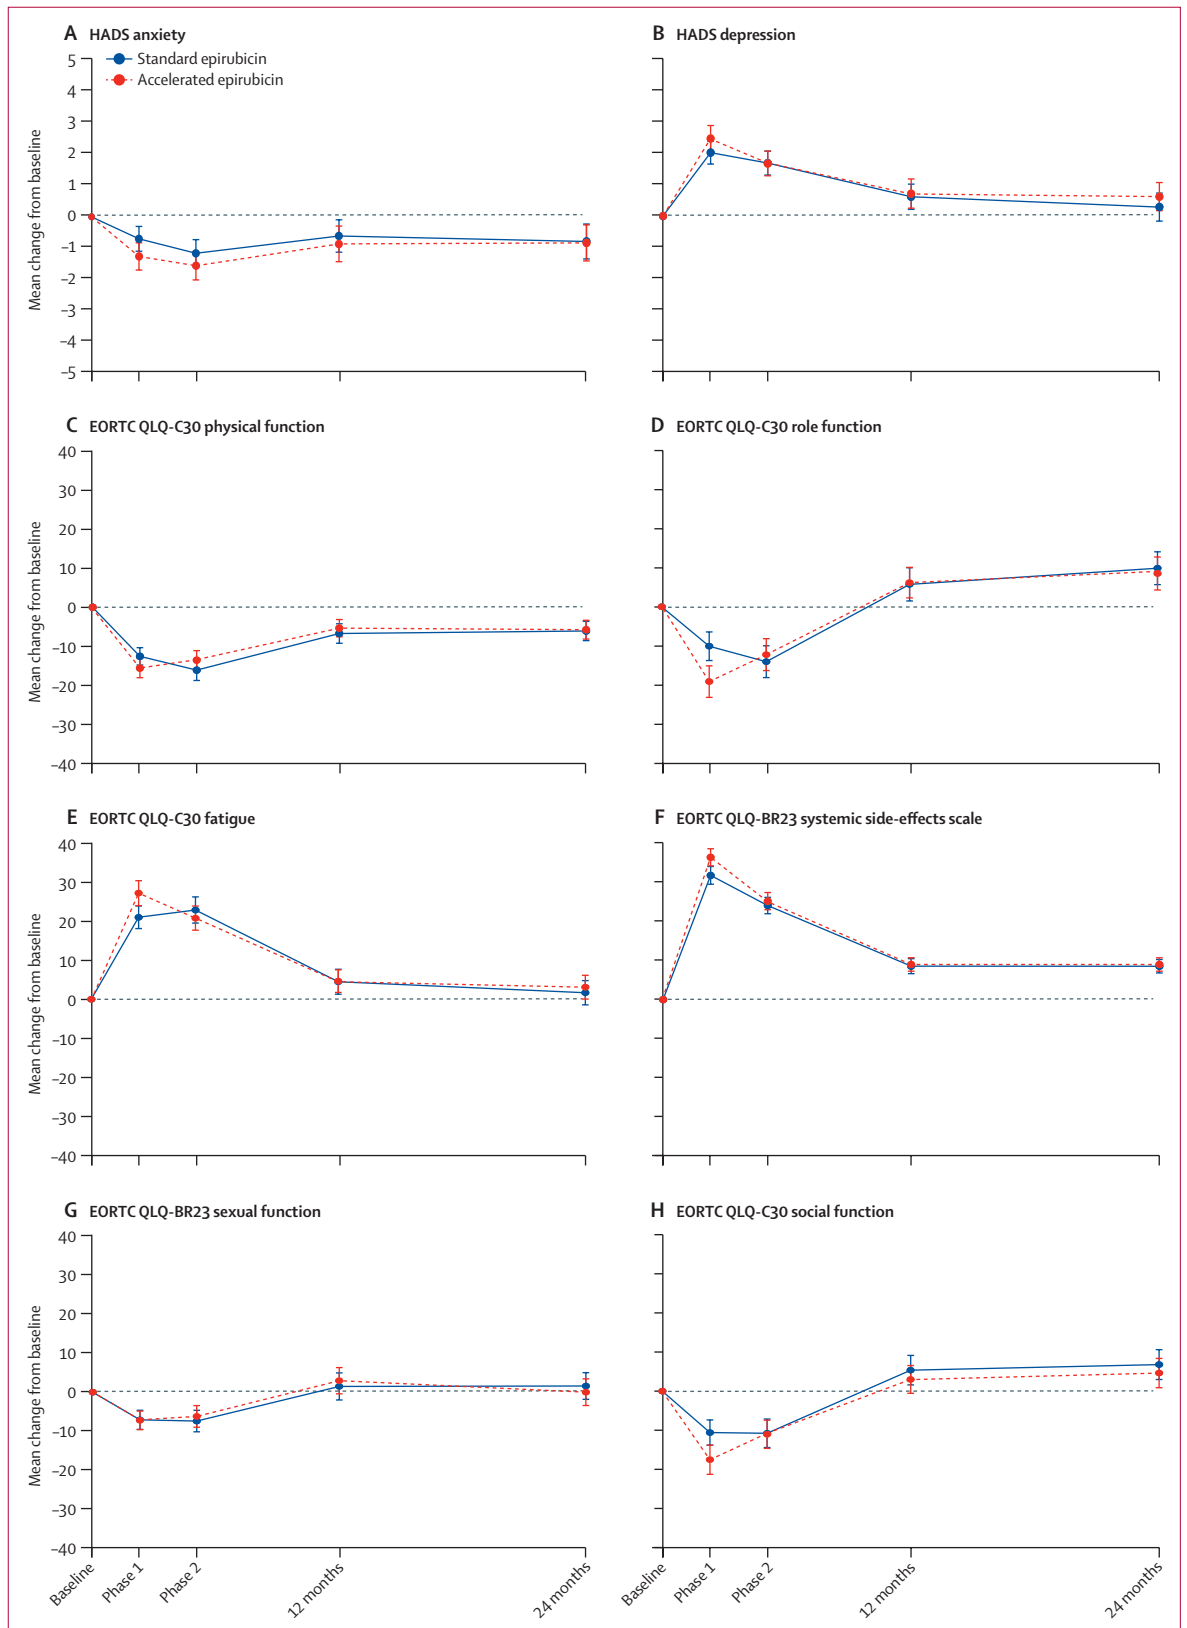 A HADS anxiety
Standard epirubicin
Accelerated epirubicin
Mean change from baseline
5
4
3
2
1
0
–1
–2
–3
–4
–5
B HADS depression
C EORTC QLQ-C30 physical function
Mean change from baseline
40
30
20
10
0
–10
–20
–30
–40
D EORTC QLQ-C30 role function
E EORTC QLQ-C30 fatigue
Mean change from baseline
40
30
20
10
0
–10
–20
–30
–40
F EORTC QLQ-BR23 systemic side-effects scale
G EORTC QLQ-BR23 sexual function
Mean change from baseline
40
30
20
10
0
–10
–20
–30
–40
Baseline
Phase 1
Phase 2
12 months
24 months
H EORTC QLQ-C30 social function
Baseline
Phase 1
Phase 2
12 months
24 months